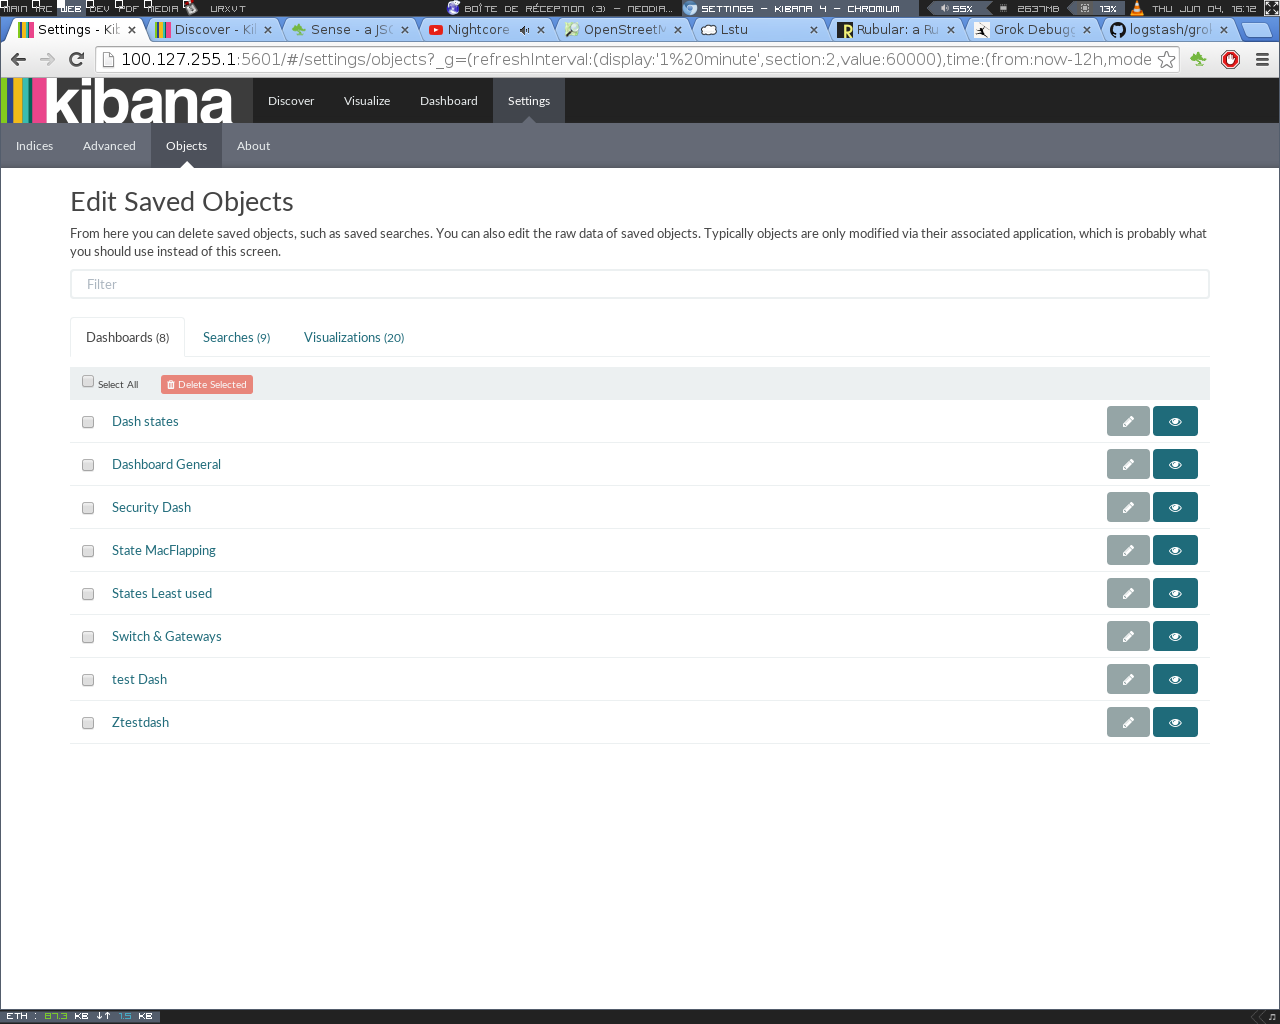 MAIN IRC WEB DEV PDF MEDIA URXVT BOÎTE DE RÉCEPTION (3) - NEODIA... SETTINGS - KIBANA 4 - CHROMIUM 55% 2637MB 13% THU JUN 04, 16:12
Settings - Kib Discover - Kib Sense - a JSO Nightcore OpenStreetM Lstu Rubular: a Ru Grok Debugg logstash/grok
100.127.255.1:5601/#/settings/objects?_g=(refreshInterval:(display:'1%20minute',section:2,value:60000),time:(from:now-12h,mode
kibana Discover Visualize Dashboard Settings
Indices Advanced Objects About
Edit Saved Objects
From here you can delete saved objects, such as saved searches. You can also edit the raw data of saved objects. Typically objects are only modified via their associated application, which is probably what
you should use instead of this screen.
Filter
Dashboards (8) Searches (9) Visualizations (20)
Select All Delete Selected
Dash states
Dashboard General
Security Dash
State MacFlapping
States Least used
Switch & Gateways
test Dash
Ztestdash
ETH : 87.3 KB ↓↑ 1.5 KB